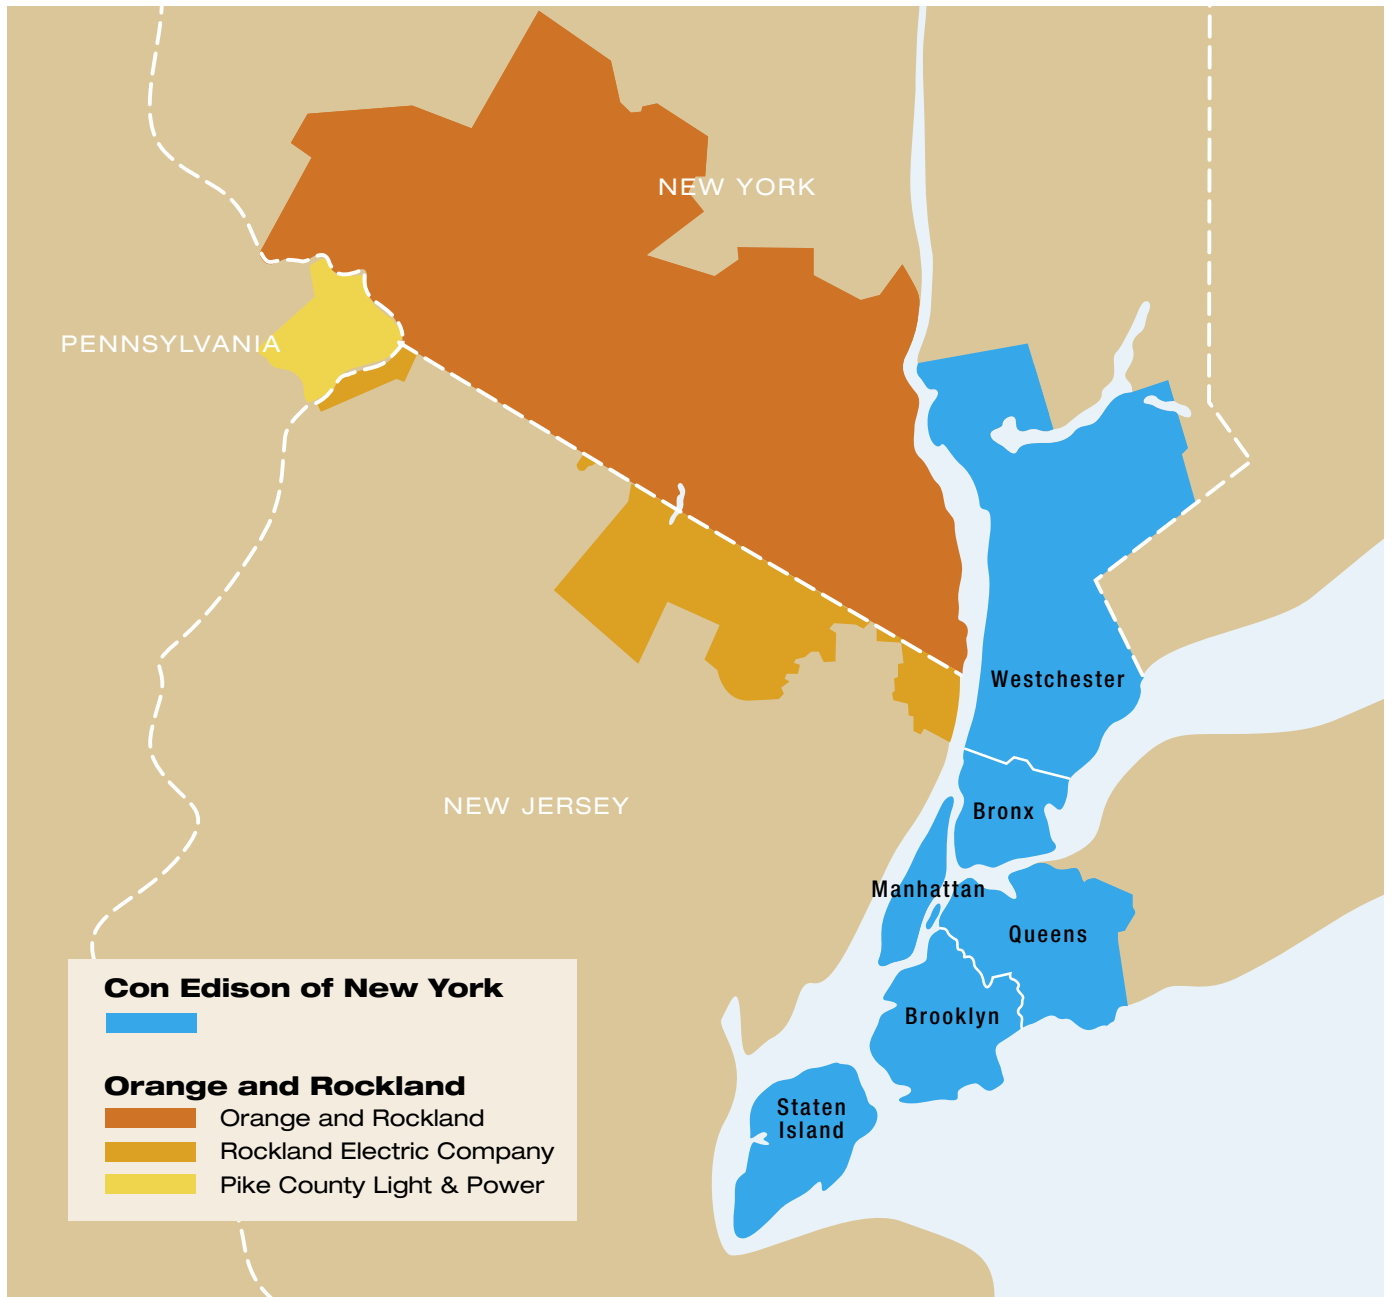 NEW YORK
PENNSYLVANIA
Westchester
NEW JERSEY
Bronx
Manhattan
Queens
Brooklyn
Staten
Island
Con Edison of New York
Orange and Rockland
Orange and Rockland
Rockland Electric Company
Pike County Light & Power